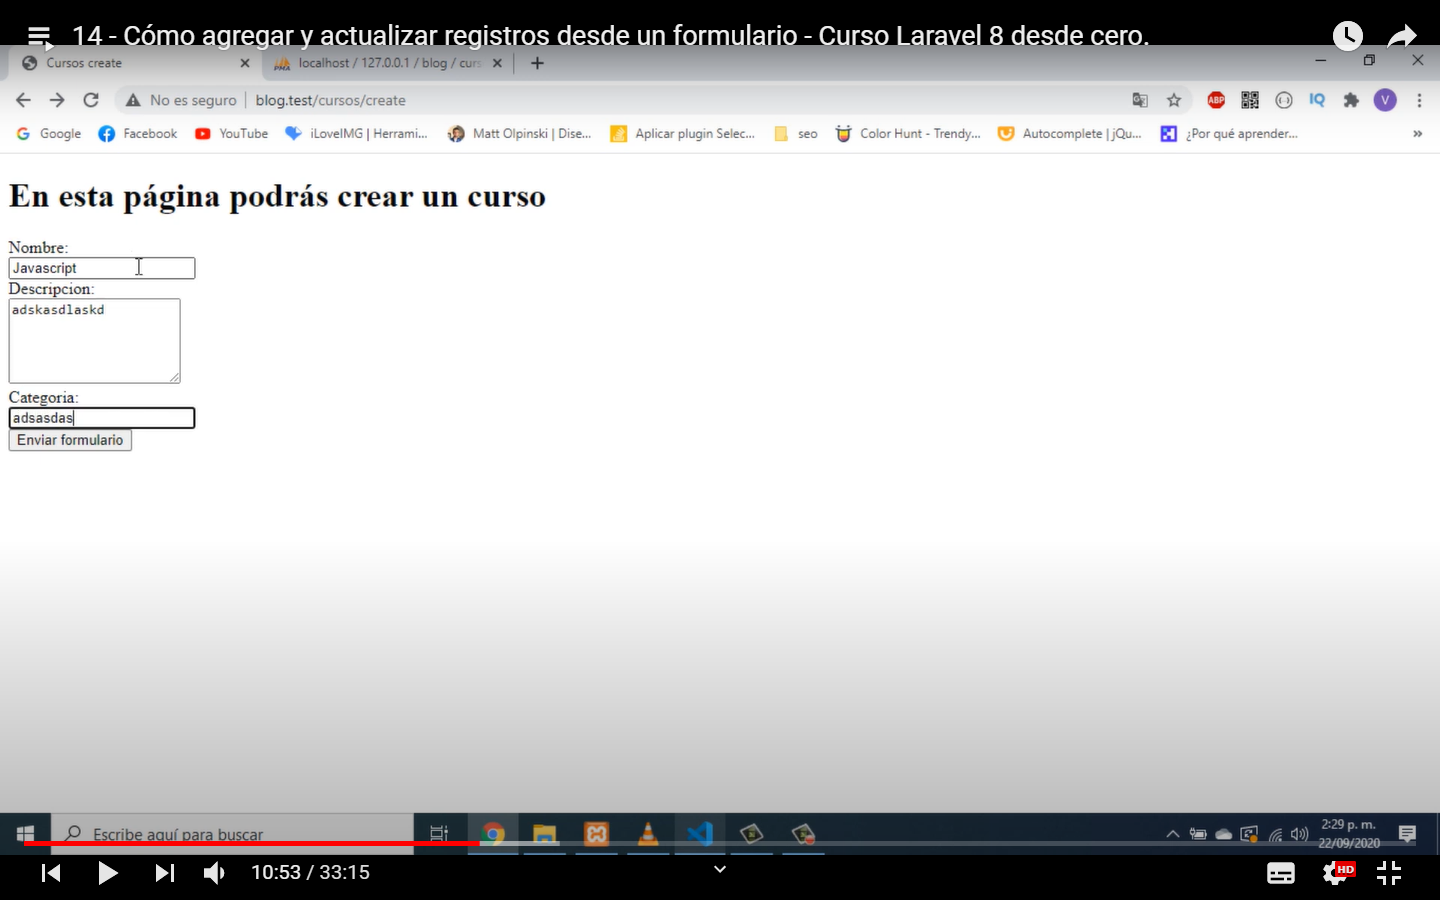 14 - Cómo agregar y actualizar registros desde un formulario - Curso Laravel 8 desde cero.
Cursos create
localhost / 127.0.0.1 / blog / curs
No es seguro
blog.test/cursos/create
ABP
IQ
V
Google
Facebook
YouTube
iLoveIMG | Herrami...
Matt Olpinski | Dise...
Aplicar plugin Selec...
seo
Color Hunt - Trendy...
Autocomplete | jQu...
¿Por qué aprender...
»
En esta página podrás crear un curso
Nombre:
Javascript
Descripcion:
adskasdlaskd
Categoria:
adsasdas
Enviar formulario
Escribe aquí para buscar
2:29 p. m.
22/09/2020
10:53 / 33:15
HD